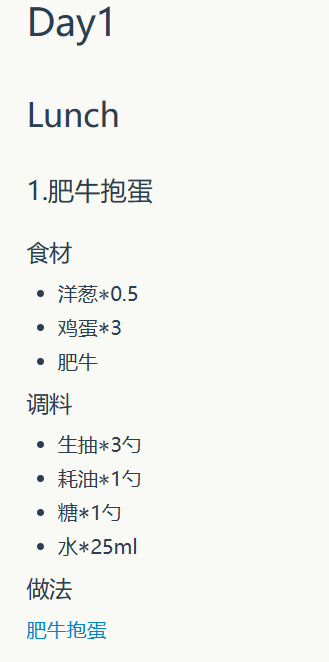 Day1
Lunch
1.肥牛抱蛋
食材
洋葱*0.5
鸡蛋*3
肥牛
调料
生抽*3勺
耗油*1勺
糖*1勺
水*25ml
做法
肥牛抱蛋